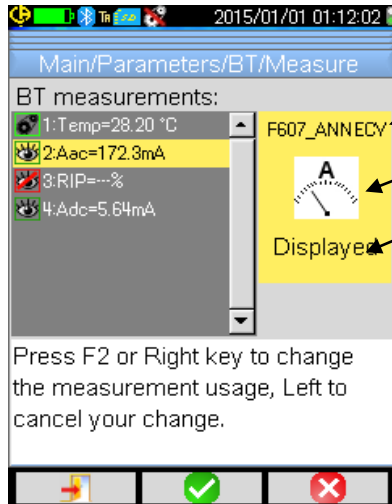 TR 2015/01/01 01:12:02
Main/Parameters/BT/Measure
BT measurements:
1:Temp=28.20 °C
2:Aac=172.3mA
3:RIP=---%
4:Adc=5.64mA
F607_ANNECY
A
Displayed
Press F2 or Right key to change
the measurement usage, Left to
cancel your change.